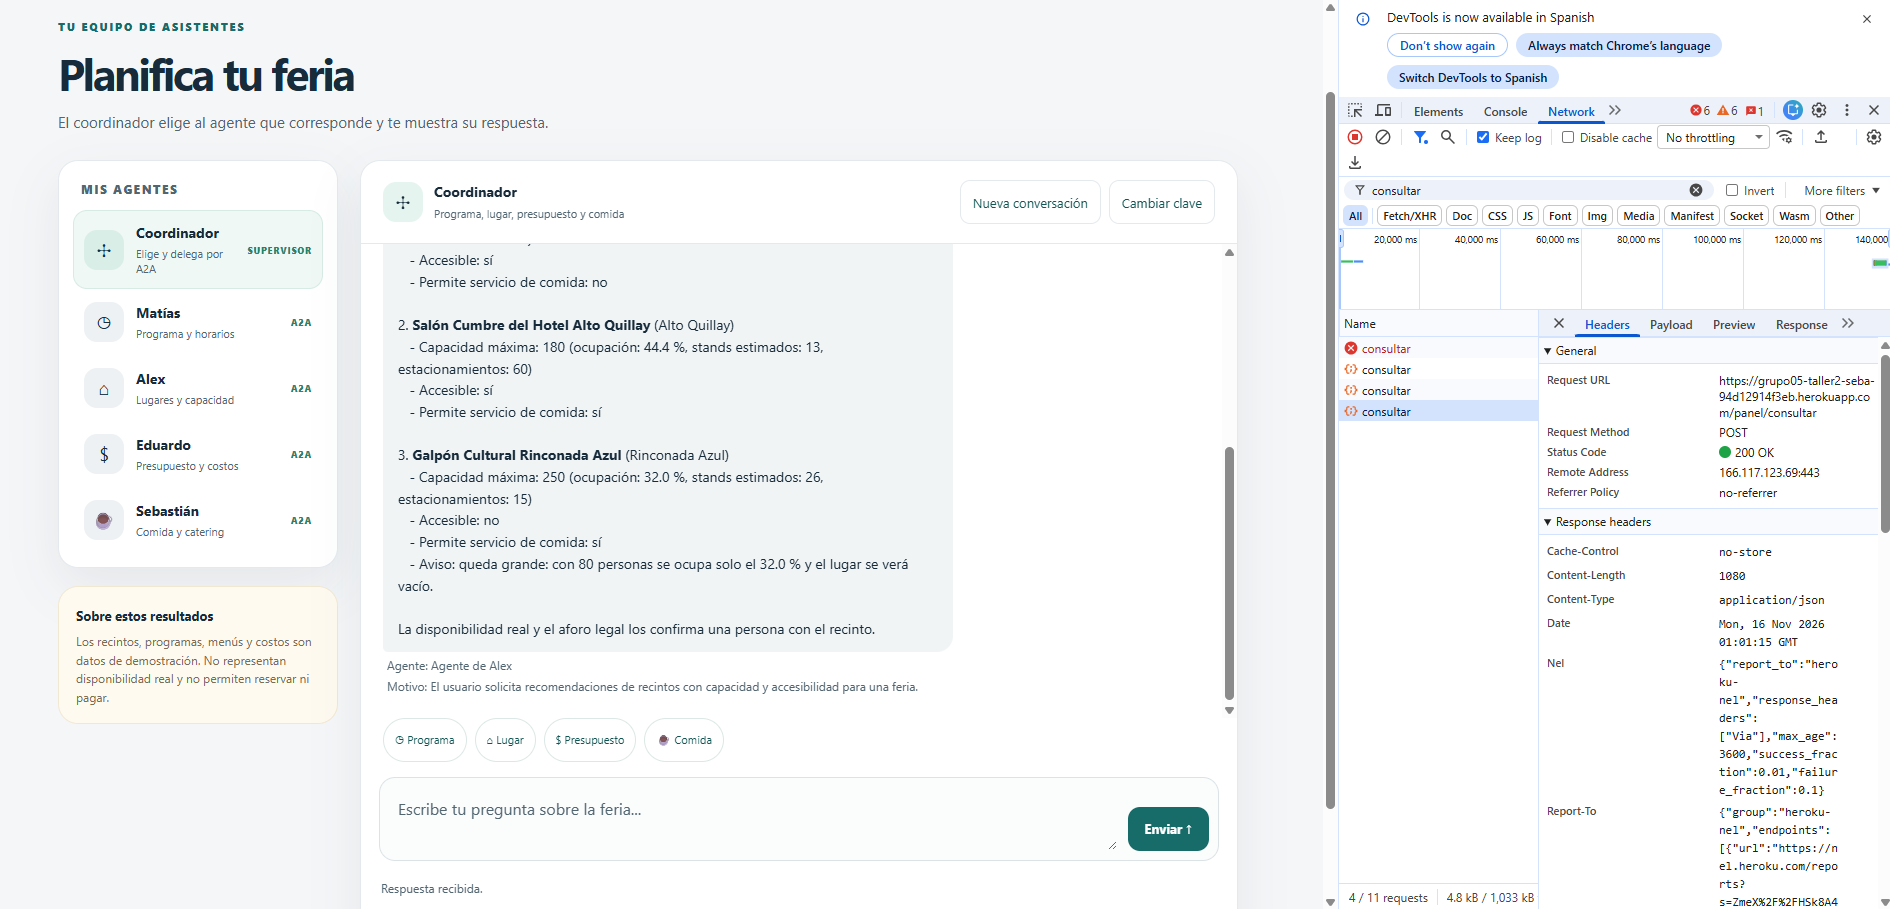 TU EQUIPO DE ASISTENTES
Planifica tu feria
El coordinador elige al agente que corresponde y te muestra su respuesta.
MIS AGENTES
Coordinador
Elige y delega por
A2A
SUPERVISOR
Matías
Programa y horarios
A2A
Alex
Lugares y capacidad
A2A
Eduardo
Presupuesto y costos
A2A
Sebastián
Comida y catering
A2A
Sobre estos resultados
Los recintos, programas, menús y costos son
datos de demostración. No representan
disponibilidad real y no permiten reservar ni
pagar.
Coordinador
Programa, lugar, presupuesto y comida
Nueva conversación
Cambiar clave
- Accesible: sí
- Permite servicio de comida: no
2. Salón Cumbre del Hotel Alto Quillay (Alto Quillay)
- Capacidad máxima: 180 (ocupación: 44.4 %, stands estimados: 13,
estacionamientos: 60)
- Accesible: sí
- Permite servicio de comida: sí
3. Galpón Cultural Rinconada Azul (Rinconada Azul)
- Capacidad máxima: 250 (ocupación: 32.0 %, stands estimados: 26,
estacionamientos: 15)
- Accesible: no
- Permite servicio de comida: sí
- Aviso: queda grande: con 80 personas se ocupa solo el 32.0 % y el lugar se verá
vacío.
La disponibilidad real y el aforo legal los confirma una persona con el recinto.
Agente: Agente de Alex
Motivo: El usuario solicita recomendaciones de recintos con capacidad y accesibilidad para una feria.
Programa
Lugar
$ Presupuesto
Comida
Escribe tu pregunta sobre la feria...
Enviar ↑
Respuesta recibida.
DevTools is now available in Spanish
Don't show again
Always match Chrome's language
Switch DevTools to Spanish
Elements
Console
Network
6
6
1
Keep log
Disable cache
No throttling
consultar
Invert
More filters
All
Fetch/XHR
Doc
CSS
JS
Font
Img
Media
Manifest
Socket
Wasm
Other
20,000 ms
40,000 ms
60,000 ms
80,000 ms
100,000 ms
120,000 ms
140,000
Name
consultar
consultar
consultar
consultar
Headers
Payload
Preview
Response
General
Request URL
https://grupo05-taller2-seba-
94d12914f3eb.herokuapp.co
m/panel/consultar
Request Method
POST
Status Code
200 OK
Remote Address
166.117.123.69:443
Referrer Policy
no-referrer
Response headers
Cache-Control
no-store
Content-Length
1080
Content-Type
application/json
Date
Mon, 16 Nov 2026
01:01:15 GMT
Nel
{"report_to":"hero
ku-
nel","response_hea
ders":
["Via"],"max_age":
3600,"success_frac
tion":0.01,"failur
e_fraction":0.1}
Report-To
{"group":"heroku-
nel","endpoints":
[{"url":"https://n
el.heroku.com/repo
rts?
s=ZmeX%2F%2FHSk8A4
4 / 11 requests
4.8 kB / 1,033 kB